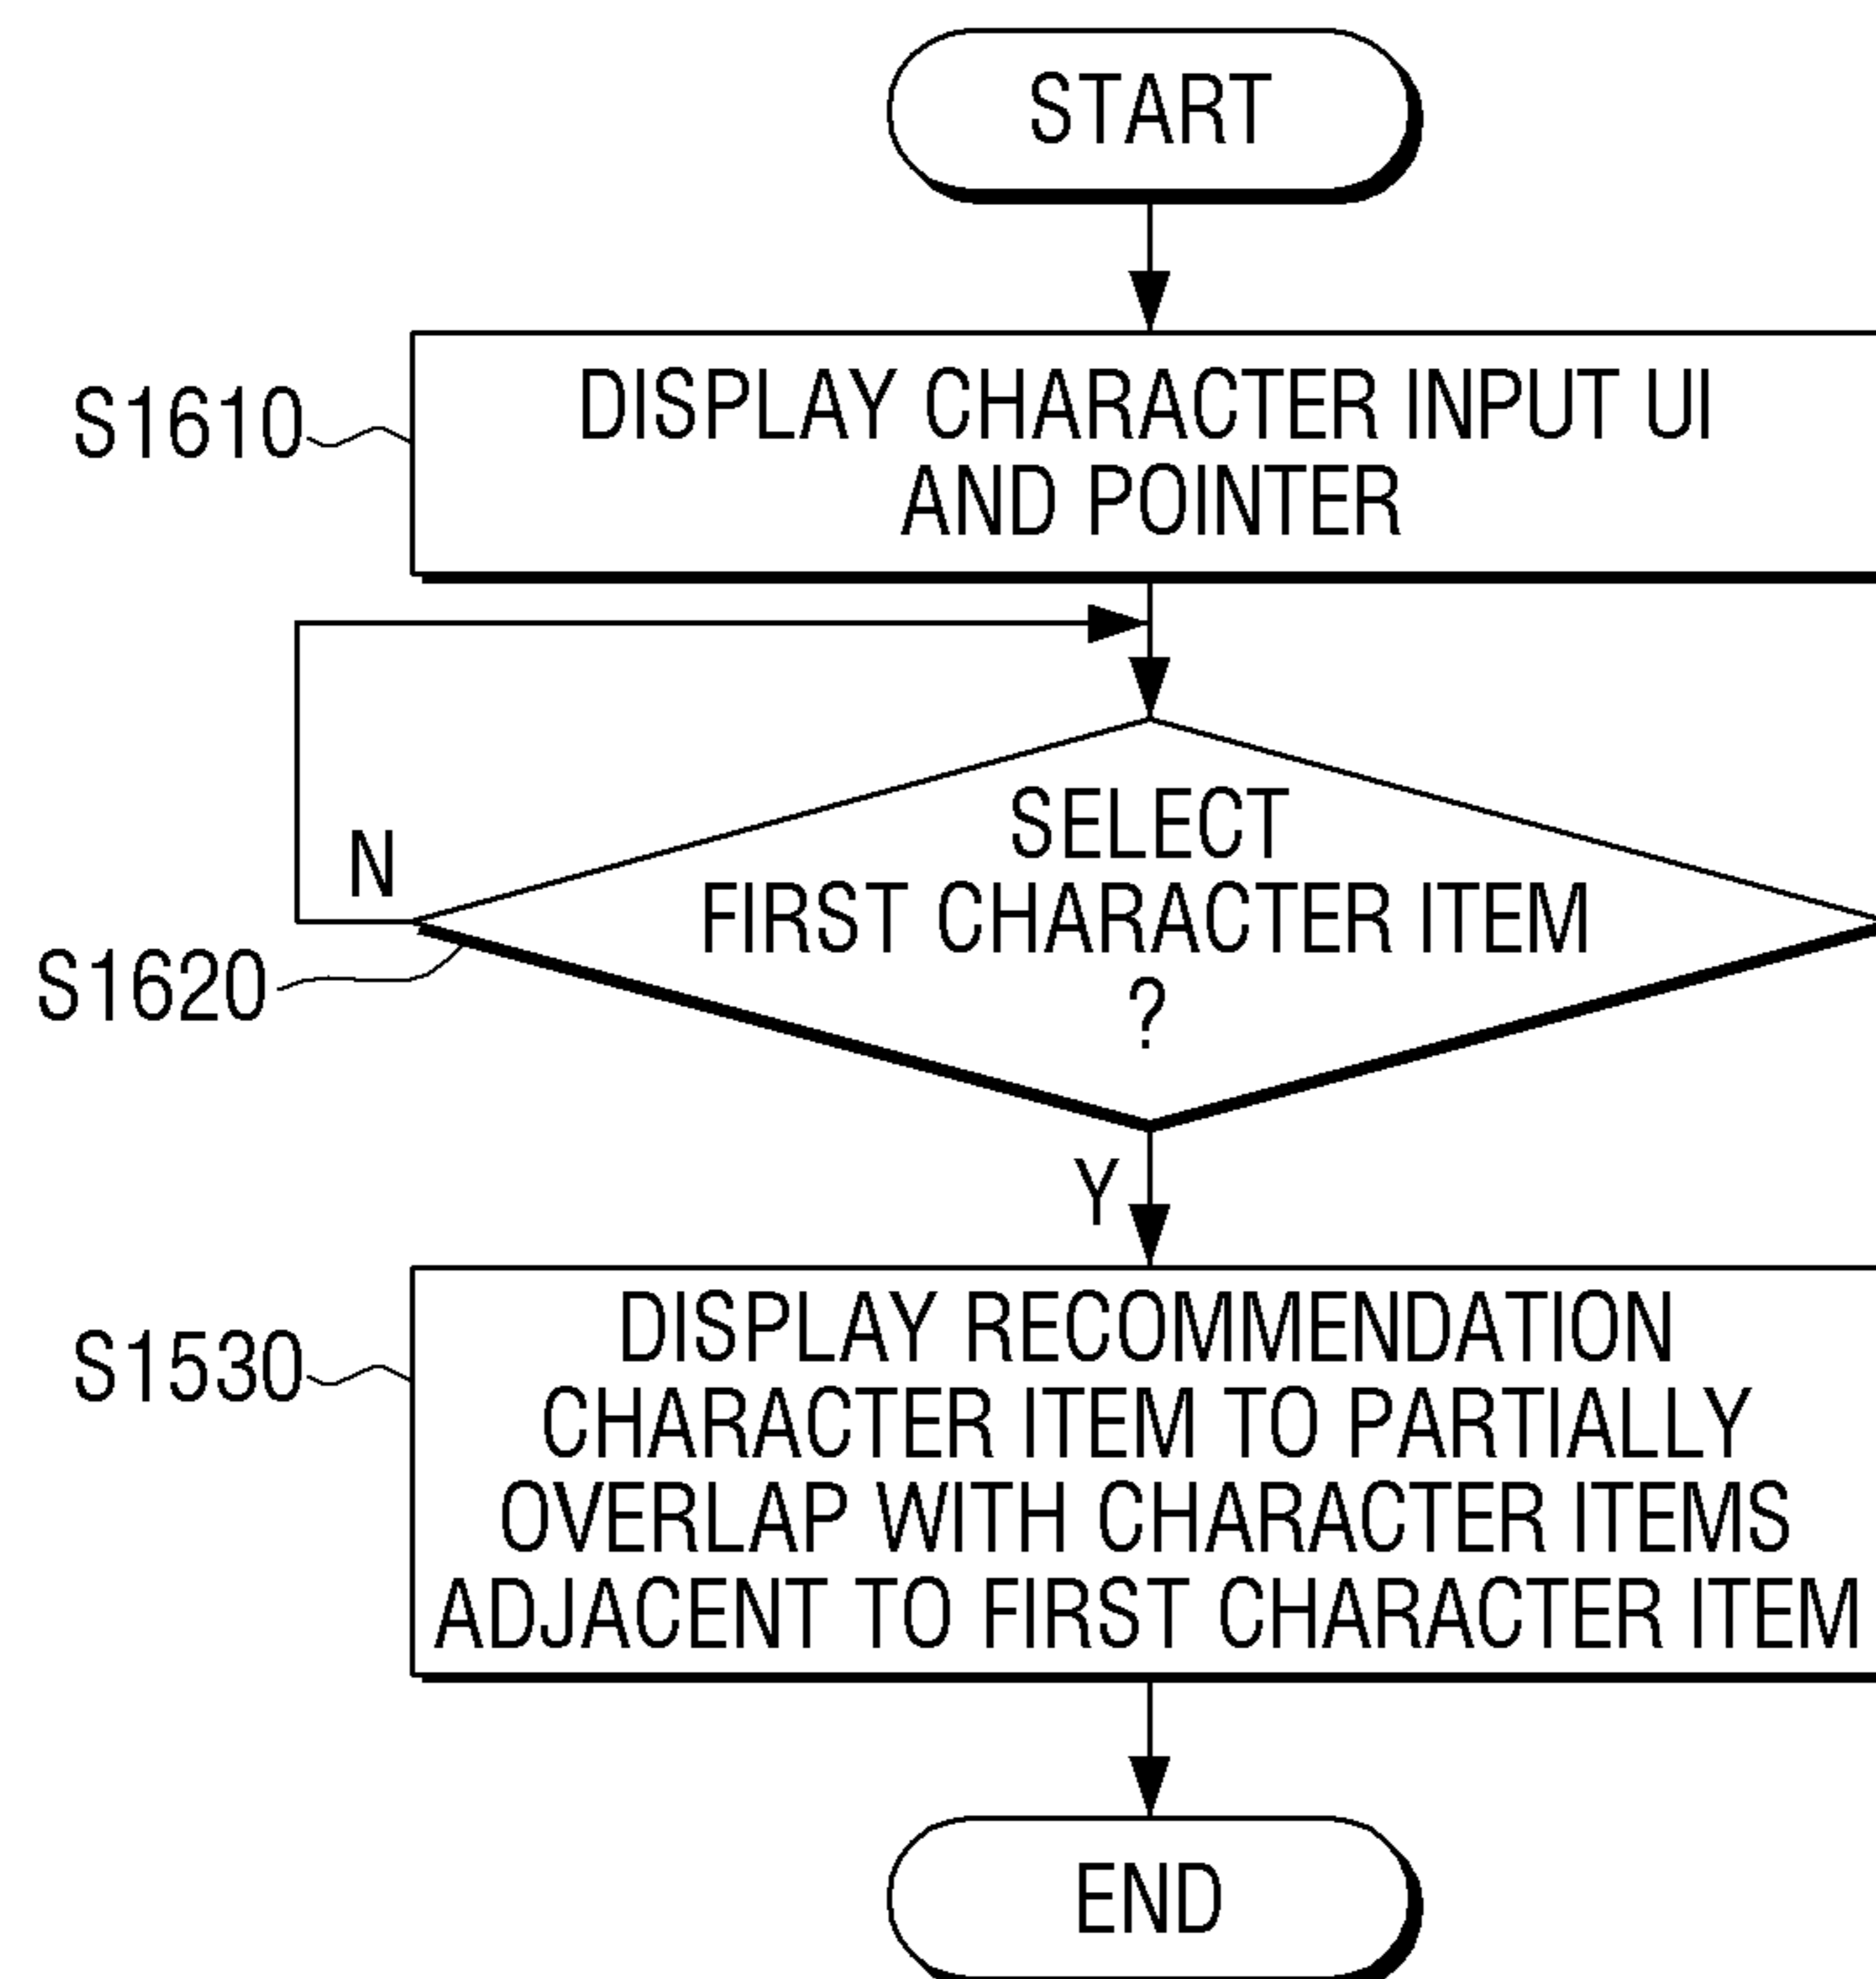 START
S1610
DISPLAY CHARACTER INPUT UI
AND POINTER
N
SELECT
FIRST CHARACTER ITEM
?
S1620
Y
S1530
DISPLAY RECOMMENDATION
CHARACTER ITEM TO PARTIALLY
OVERLAP WITH CHARACTER ITEMS
ADJACENT TO FIRST CHARACTER ITEM
END